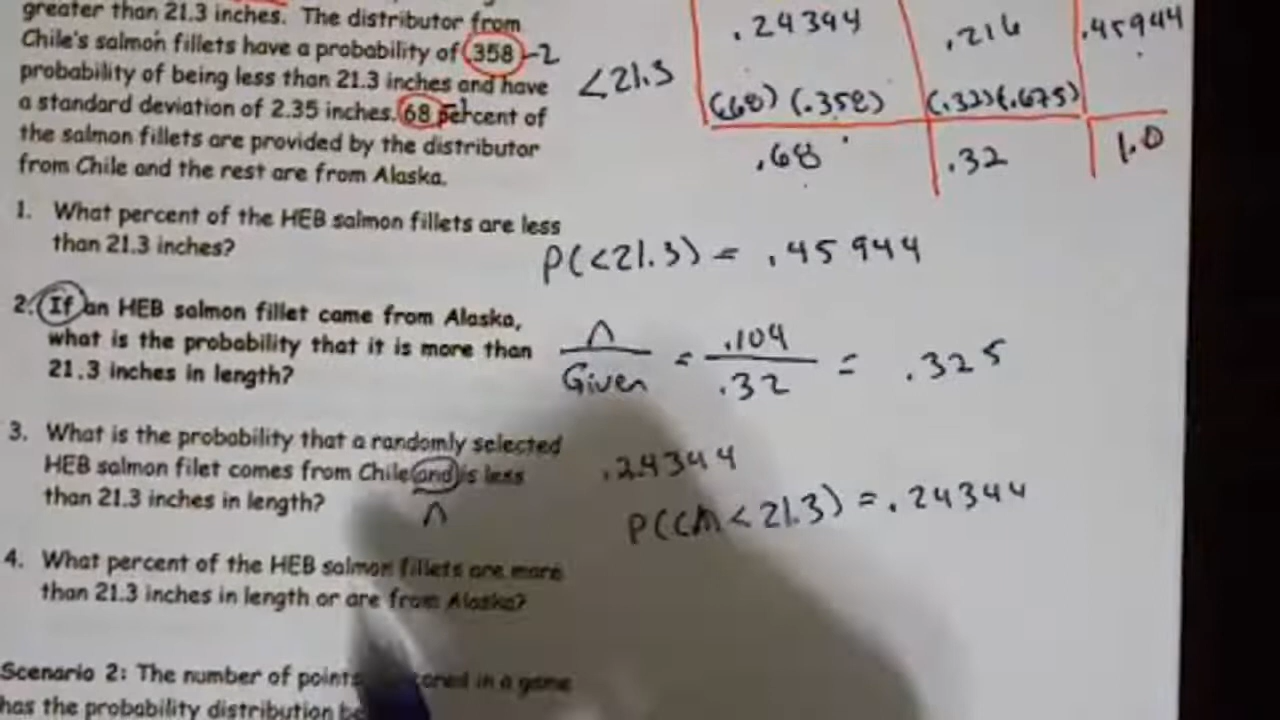 greater than 21.3 inches. The distributor from
Chile's salmon fillets have a probability of .358 -2
probability of being less than 21.3 inches and have
a standard deviation of 2.35 inches. 68 percent of
the salmon fillets are provided by the distributor
from Chile and the rest are from Alaska.
.24344 .216 .45944
<21.3
(.68) (.358) (.32)(.675)
.68 .32 1.0
1. What percent of the HEB salmon fillets are less
than 21.3 inches?
P(<21.3) = .45944
2. If an HEB salmon fillet came from Alaska,
what is the probability that it is more than
21.3 inches in length?
∩ / Given = .104 / .32 = .325
3. What is the probability that a randomly selected
HEB salmon filet comes from Chile and is less
than 21.3 inches in length?
∩
.24344
P(C∩<21.3) = .24344
4. What percent of the HEB salmon fillets are more
than 21.3 inches in length or are from Alaska?
Scenario 2: The number of points in a game
has the probability distribution